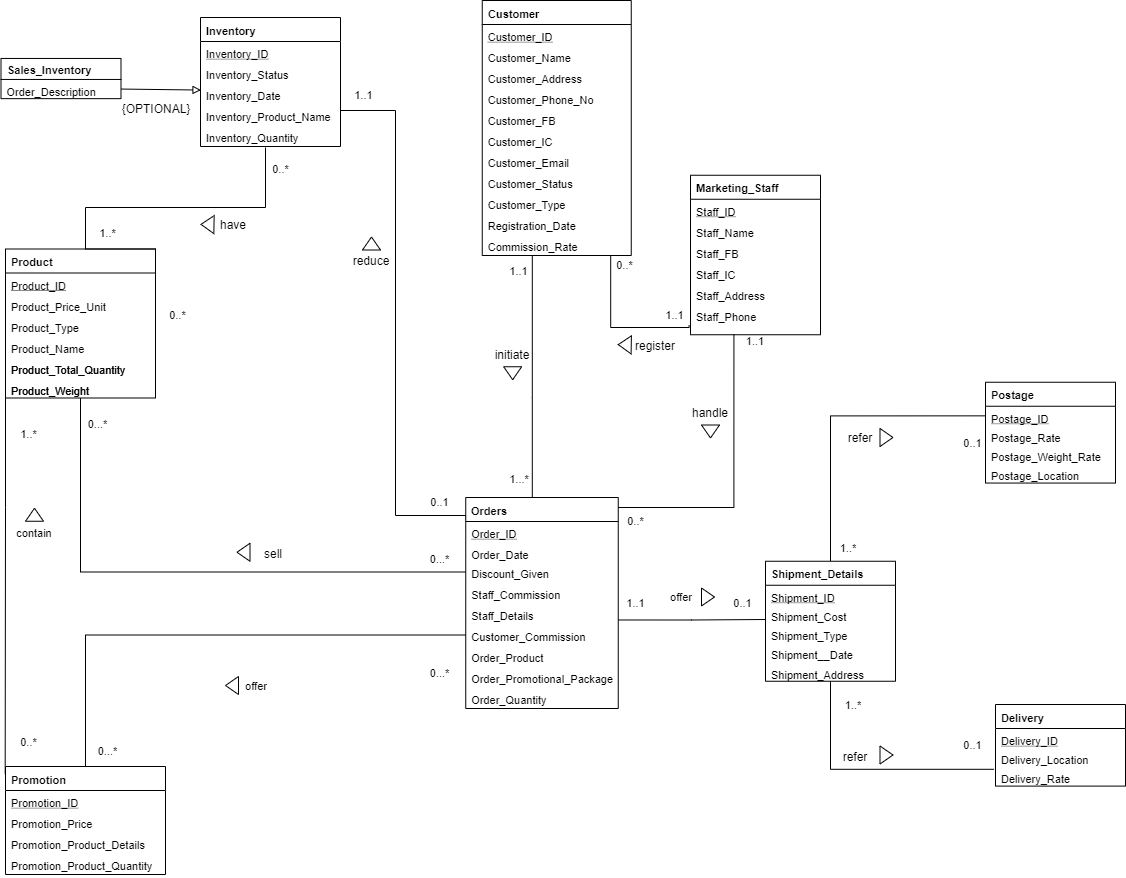 Customer
Customer_ID
Customer_Name
Customer_Address
Customer_Phone_No
Customer_FB
Customer_IC
Customer_Email
Customer_Status
Customer_Type
Registration_Date
Commission_Rate
Inventory
Inventory_ID
Inventory_Status
Inventory_Date
Inventory_Product_Name
Inventory_Quantity
Sales_Inventory
Order_Description
{OPTIONAL}
1..1
0..*
have
1..*
reduce
Marketing_Staff
Staff_ID
Staff_Name
Staff_FB
Staff_IC
Staff_Address
Staff_Phone
1..1
0..*
1..1
register
1..1
Product
Product_ID
Product_Price_Unit
Product_Type
Product_Name
Product_Total_Quantity
Product_Weight
0..*
initiate
handle
1..*
0...*
contain
1...*
0..1
0..*
sell
0...*
Orders
Order_ID
Order_Date
Discount_Given
Staff_Commission
Staff_Details
Customer_Commission
Order_Product
Order_Promotional_Package
Order_Quantity
Postage
Postage_ID
Postage_Rate
Postage_Weight_Rate
Postage_Location
refer
0..1
1..*
Shipment_Details
Shipment_ID
Shipment_Cost
Shipment_Type
Shipment__Date
Shipment_Address
offer
1..1
0..1
0...*
offer
1..*
refer
0..1
Delivery
Delivery_ID
Delivery_Location
Delivery_Rate
0..*
0...*
Promotion
Promotion_ID
Promotion_Price
Promotion_Product_Details
Promotion_Product_Quantity